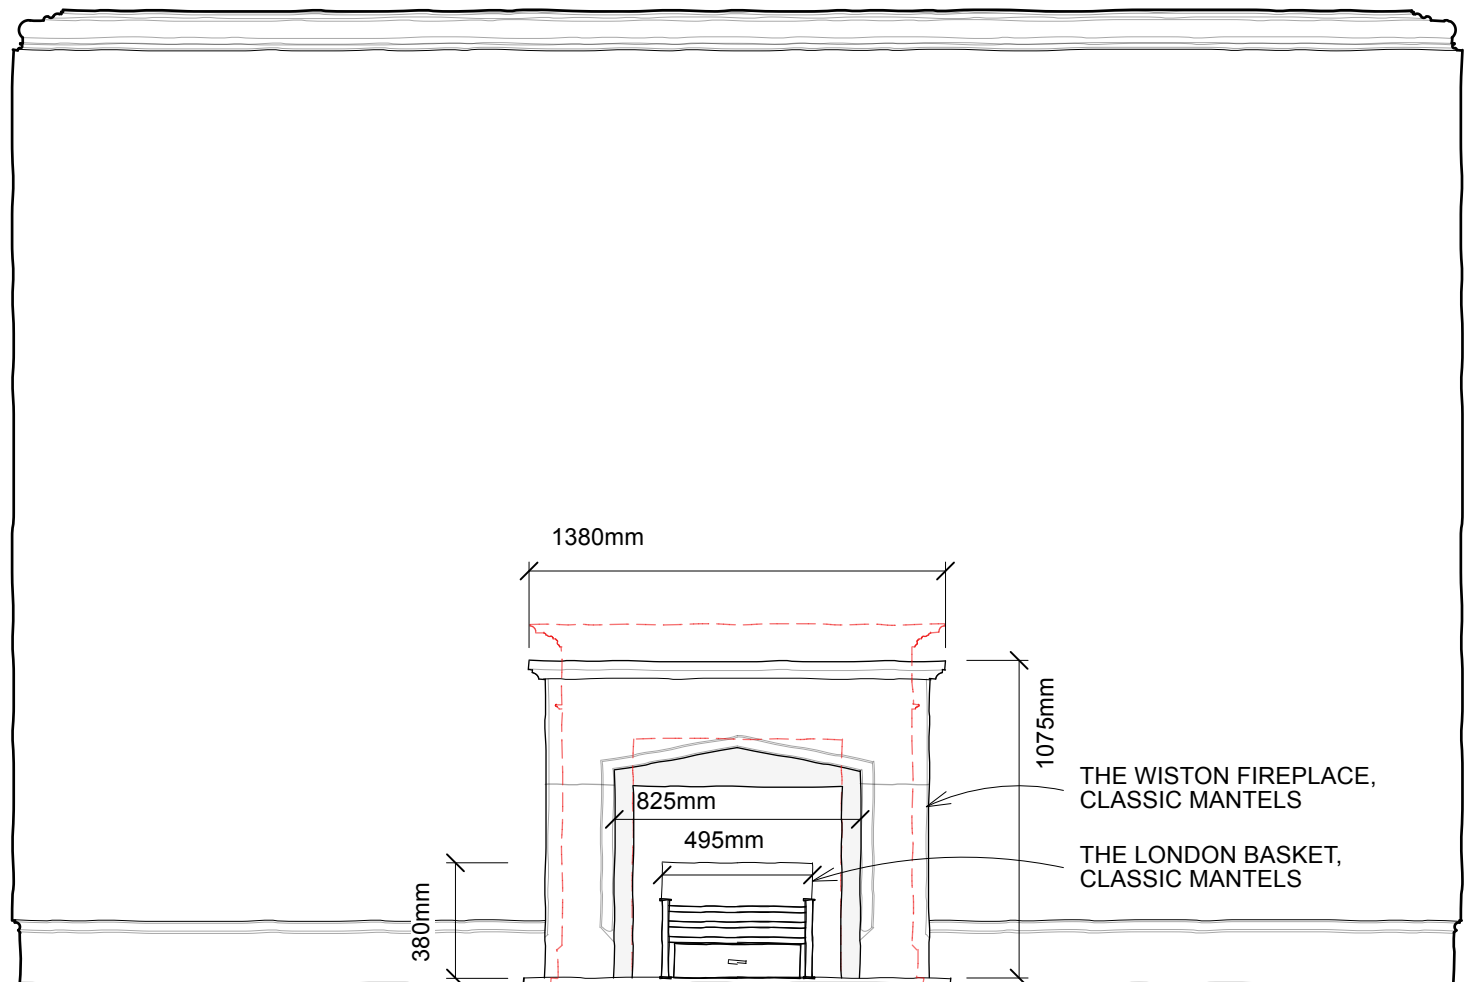 1380mm
1075mm
THE WISTON FIREPLACE,
CLASSIC MANTELS
825mm
495mm
THE LONDON BASKET,
CLASSIC MANTELS
380mm